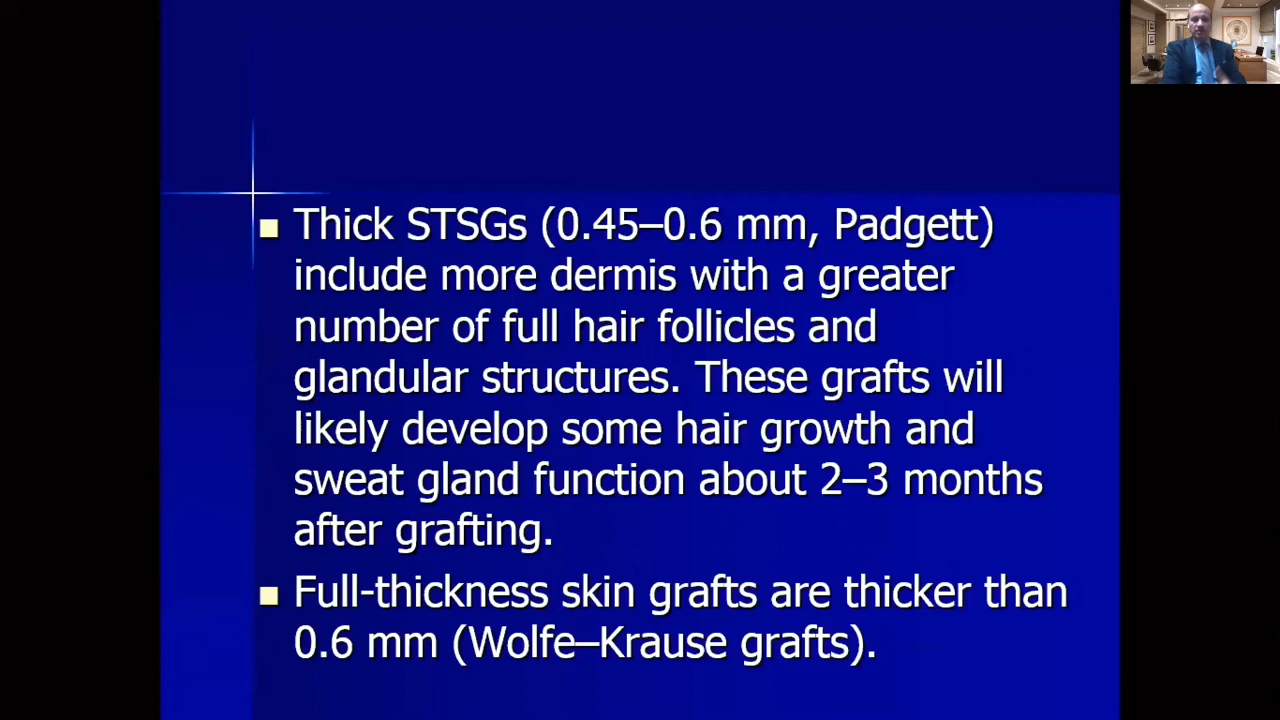 Thick STSGs (0.45–0.6 mm, Padgett)
include more dermis with a greater
number of full hair follicles and
glandular structures. These grafts will
likely develop some hair growth and
sweat gland function about 2–3 months
after grafting.
Full-thickness skin grafts are thicker than
0.6 mm (Wolfe–Krause grafts).